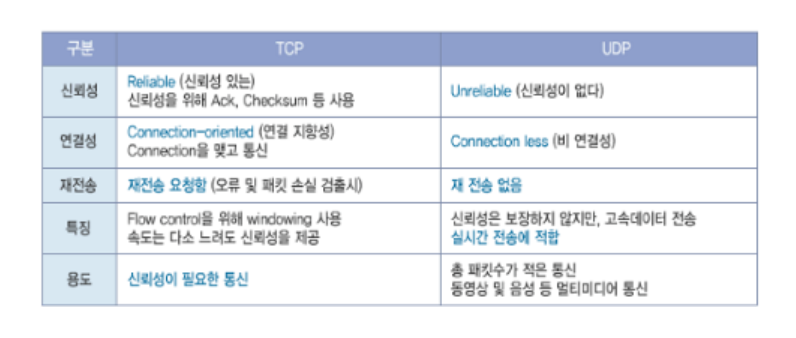 구분 TCP UDP
신뢰성
Reliable (신뢰성 있는)
신뢰성을 위해 Ack, Checksum 등 사용
Unreliable (신뢰성이 없다)
연결성
Connection-oriented (연결 지향성)
Connection을 맺고 통신
Connection less (비 연결성)
재전송
재전송 요청함 (오류 및 패킷 손실 검출시)
재 전송 없음
특징
Flow control을 위해 windowing 사용
속도는 다소 느려도 신뢰성을 제공
신뢰성은 보장하지 않지만, 고속데이터 전송
실시간 전송에 적합
용도
신뢰성이 필요한 통신
총 패킷수가 적은 통신
동영상 및 음성 등 멀티미디어 통신